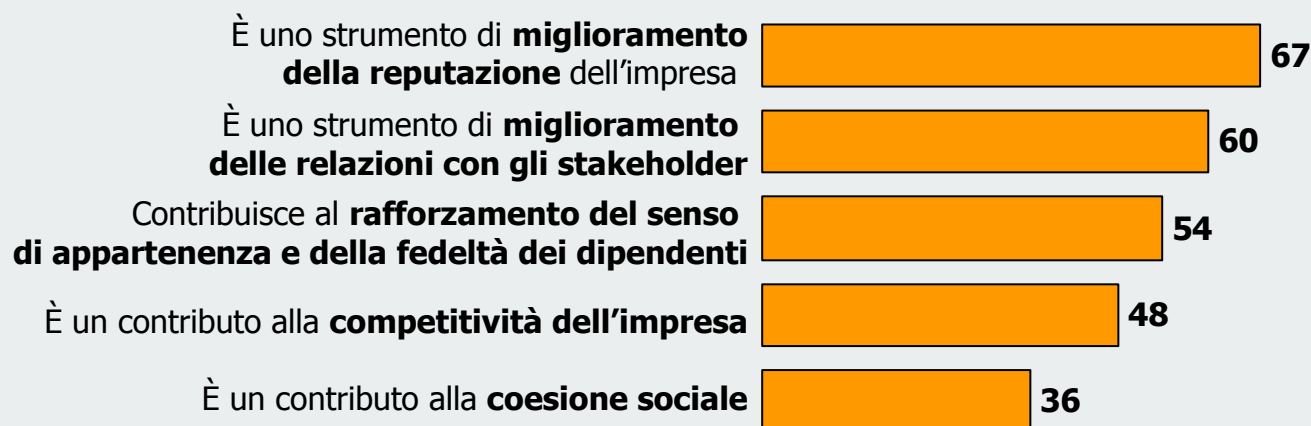 È uno strumento di miglioramento
della reputazione dell’impresa
67
È uno strumento di miglioramento
delle relazioni con gli stakeholder
60
Contribuisce al rafforzamento del senso
di appartenenza e della fedeltà dei dipendenti
54
È un contributo alla competitività dell’impresa
48
È un contributo alla coesione sociale
36